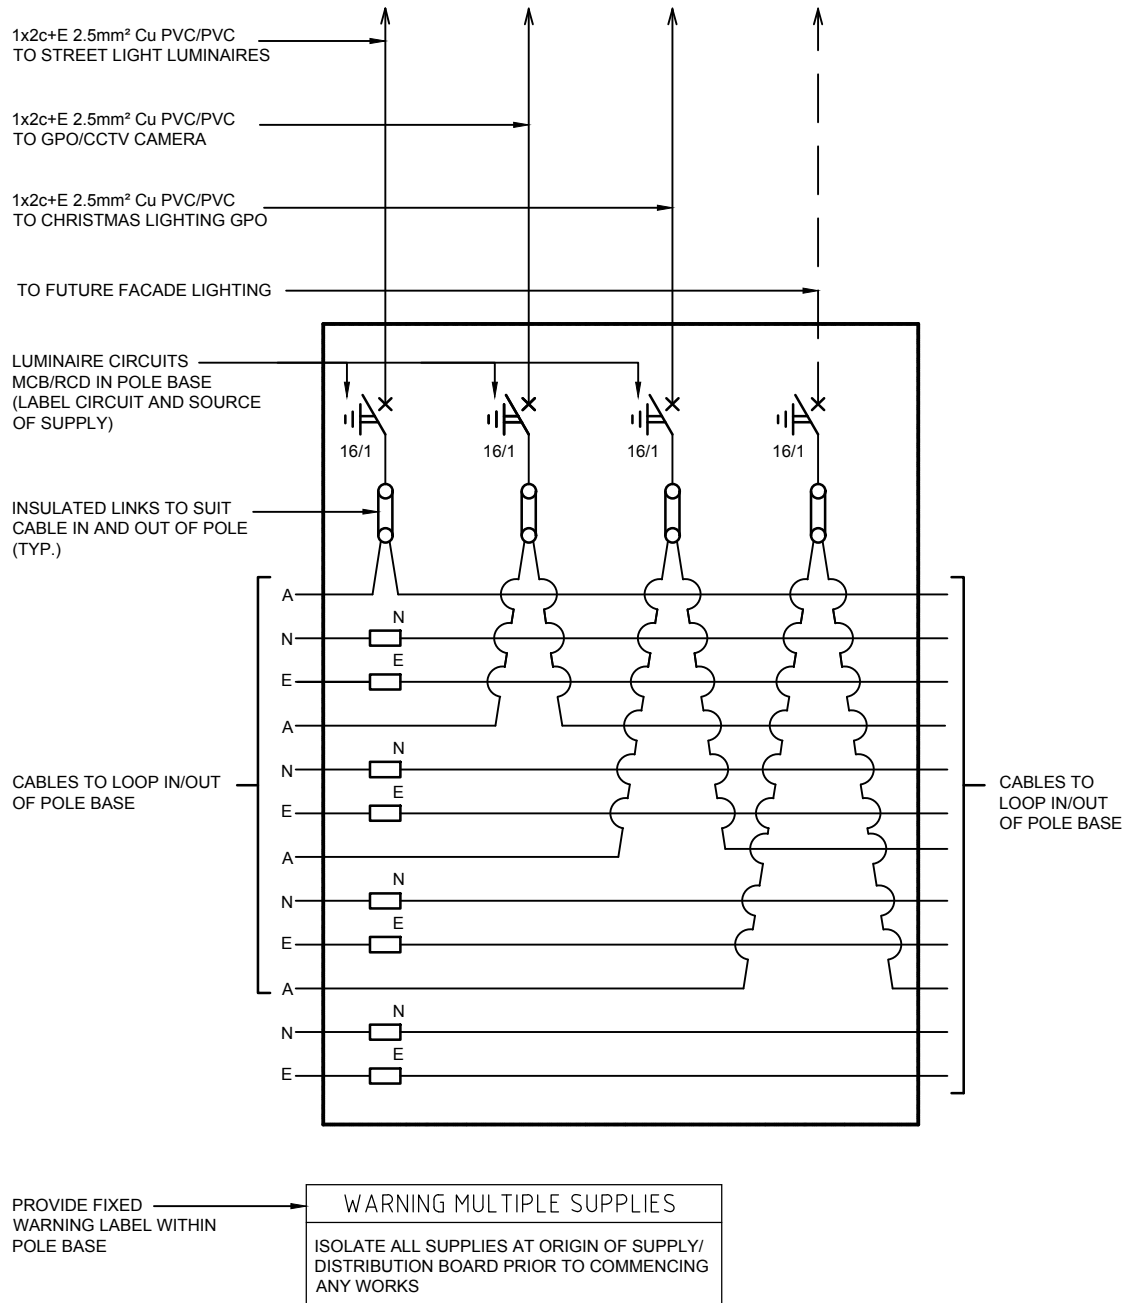 1x2c+E 2.5mm² Cu PVC/PVC
TO STREET LIGHT LUMINAIRES
1x2c+E 2.5mm² Cu PVC/PVC
TO GPO/CCTV CAMERA
1x2c+E 2.5mm² Cu PVC/PVC
TO CHRISTMAS LIGHTING GPO
TO FUTURE FACADE LIGHTING
LUMINAIRE CIRCUITS
MCB/RCD IN POLE BASE
(LABEL CIRCUIT AND SOURCE
OF SUPPLY)
16/1 16/1 16/1 16/1
INSULATED LINKS TO SUIT
CABLE IN AND OUT OF POLE
(TYP.)
A
N
N
E
E
A
N
N
CABLES TO LOOP IN/OUT
OF POLE BASE
CABLES TO
LOOP IN/OUT
OF POLE BASE
E
E
A
N
N
E
E
A
N
N
E
E
PROVIDE FIXED
WARNING LABEL WITHIN
POLE BASE
WARNING MULTIPLE SUPPLIES
ISOLATE ALL SUPPLIES AT ORIGIN OF SUPPLY/
DISTRIBUTION BOARD PRIOR TO COMMENCING
ANY WORKS